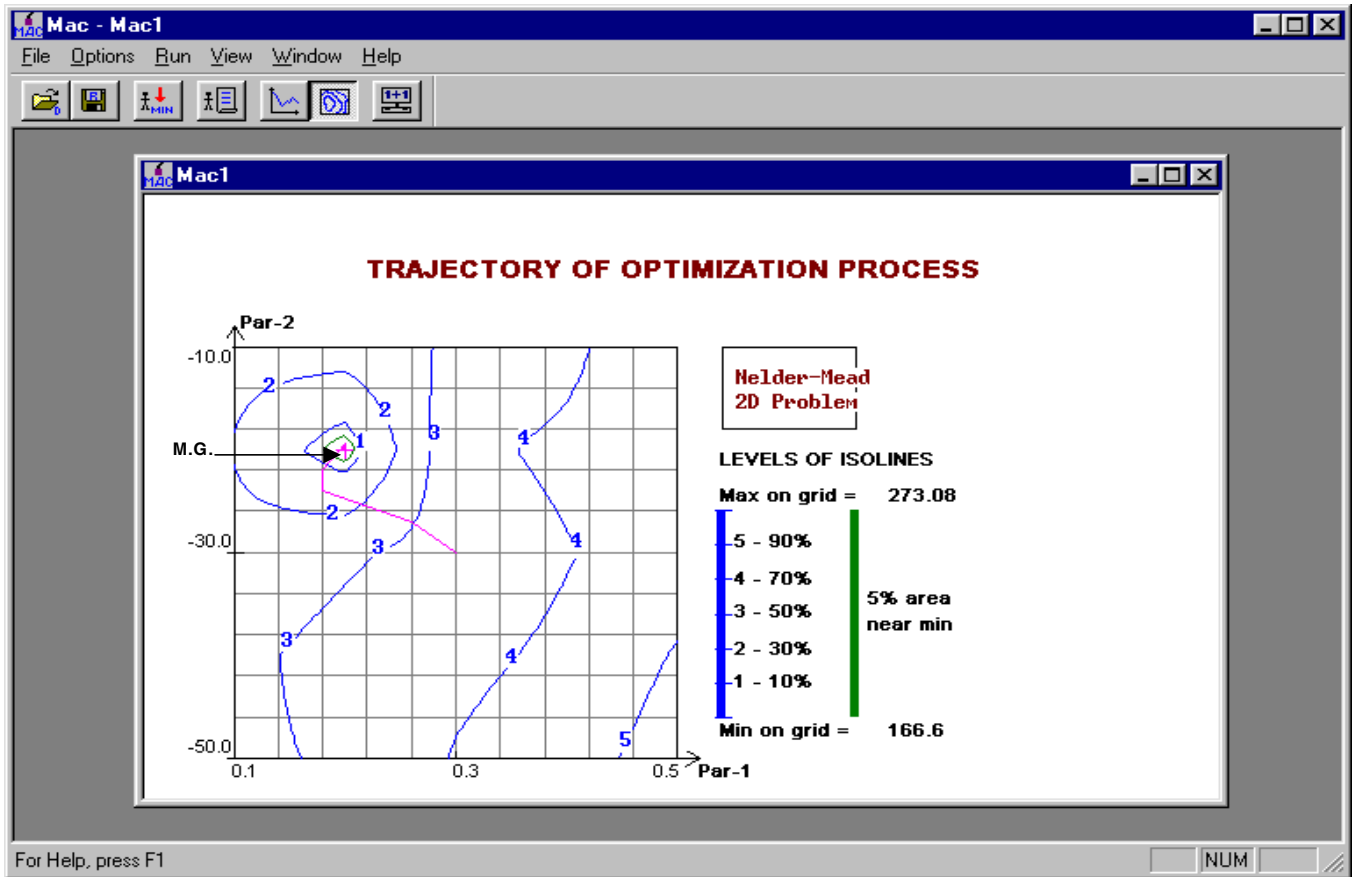 Mac - Mac1
File Options Run View Window Help
MIN
1+1
Mac1
TRAJECTORY OF OPTIMIZATION PROCESS
Par-2
-10.0
-30.0
-50.0
M.G.
2
2
1
3
4
2
3
4
3
4
5
0.1
0.3
0.5
Par-1
Nelder-Mead
2D Problem
LEVELS OF ISOLINES
Max on grid = 273.08
5 - 90%
4 - 70%
3 - 50%
2 - 30%
1 - 10%
5% area
near min
Min on grid = 166.6
For Help, press F1
NUM